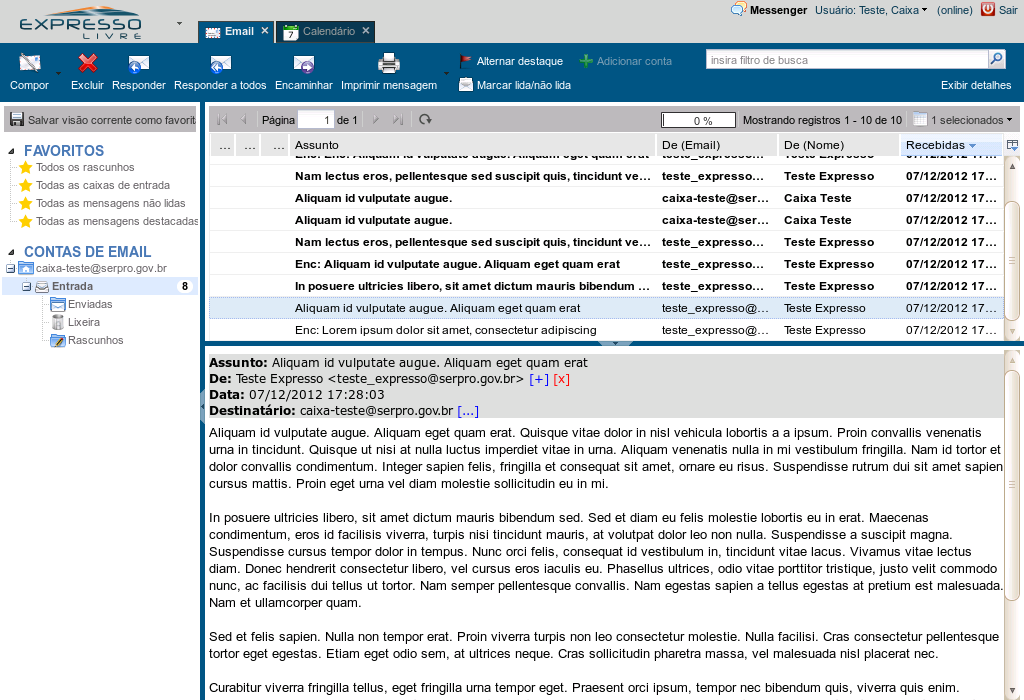 EXPRESSO
LIVRE
Email
Calendário
7
Messenger
Usuário: Teste, Caixa
(online)
Sair
Compor
Excluir
Responder
Responder a todos
Encaminhar
Imprimir mensagem
Alternar destaque
Adicionar conta
Marcar lida/não lida
insira filtro de busca
Exibir detalhes
Salvar visão corrente como favorit
FAVORITOS
Todos os rascunhos
Todas as caixas de entrada
Todas as mensagens não lidas
Todas as mensagens destacadas
CONTAS DE EMAIL
caixa-teste@serpro.gov.br
Entrada 8
Enviadas
Lixeira
Rascunhos
Página 1 de 1
0 %
Mostrando registros 1 - 10 de 10
1 selecionados
... ... ... Assunto De (Email) De (Nome) Recebidas
Enc: Enc: Aliquam id vulputate augue. Aliquam eget quam erat teste_expresso... Teste Expresso 07/12/2012 17...
Nam lectus eros, pellentesque sed suscipit quis, tincidunt ve... teste_expresso... Teste Expresso 07/12/2012 17...
Aliquam id vulputate augue. caixa-teste@ser... Caixa Teste 07/12/2012 17...
Aliquam id vulputate augue. caixa-teste@ser... Caixa Teste 07/12/2012 17...
Nam lectus eros, pellentesque sed suscipit quis, tincidunt ve... teste_expresso... Teste Expresso 07/12/2012 17...
Enc: Aliquam id vulputate augue. Aliquam eget quam erat teste_expresso... Teste Expresso 07/12/2012 17...
In posuere ultricies libero, sit amet dictum mauris bibendum ... teste_expresso... Teste Expresso 07/12/2012 17...
Aliquam id vulputate augue. Aliquam eget quam erat teste_expresso@... Teste Expresso 07/12/2012 17...
Enc: Lorem ipsum dolor sit amet, consectetur adipiscing teste_expresso@... Teste Expresso 07/12/2012 17...
Assunto: Aliquam id vulputate augue. Aliquam eget quam erat
De: Teste Expresso <teste_expresso@serpro.gov.br> [+] [x]
Data: 07/12/2012 17:28:03
Destinatário: caixa-teste@serpro.gov.br [...]
Aliquam id vulputate augue. Aliquam eget quam erat. Quisque vitae dolor in nisl vehicula lobortis a a ipsum. Proin convallis venenatis
urna in tincidunt. Quisque ut nisi at nulla luctus imperdiet vitae in urna. Aliquam venenatis nulla in mi vestibulum fringilla. Nam id tortor et
dolor convallis condimentum. Integer sapien felis, fringilla et consequat sit amet, ornare eu risus. Suspendisse rutrum dui sit amet sapien
cursus mattis. Proin eget urna vel diam molestie sollicitudin eu in mi.
In posuere ultricies libero, sit amet dictum mauris bibendum sed. Sed et diam eu felis molestie lobortis eu in erat. Maecenas
condimentum, eros id facilisis viverra, turpis nisi tincidunt mauris, at volutpat dolor leo non nulla. Suspendisse a suscipit magna.
Suspendisse cursus tempor dolor in tempus. Nunc orci felis, consequat id vestibulum in, tincidunt vitae lacus. Vivamus vitae lectus
diam. Donec hendrerit consectetur libero, vel cursus eros iaculis eu. Phasellus ultrices, odio vitae porttitor tristique, justo velit commodo
nunc, ac facilisis dui tellus ut tortor. Nam semper pellentesque convallis. Nam egestas sapien a tellus egestas at pretium est malesuada.
Nam et ullamcorper quam.
Sed et felis sapien. Nulla non tempor erat. Proin viverra turpis non leo consectetur molestie. Nulla facilisi. Cras consectetur pellentesque
tortor eget egestas. Etiam eget odio sem, at ultrices neque. Cras sollicitudin pharetra massa, vel malesuada nisl placerat nec.
Curabitur viverra fringilla tellus, eget fringilla urna tempor eget. Praesent orci ipsum, tempor nec bibendum quis, viverra quis enim.